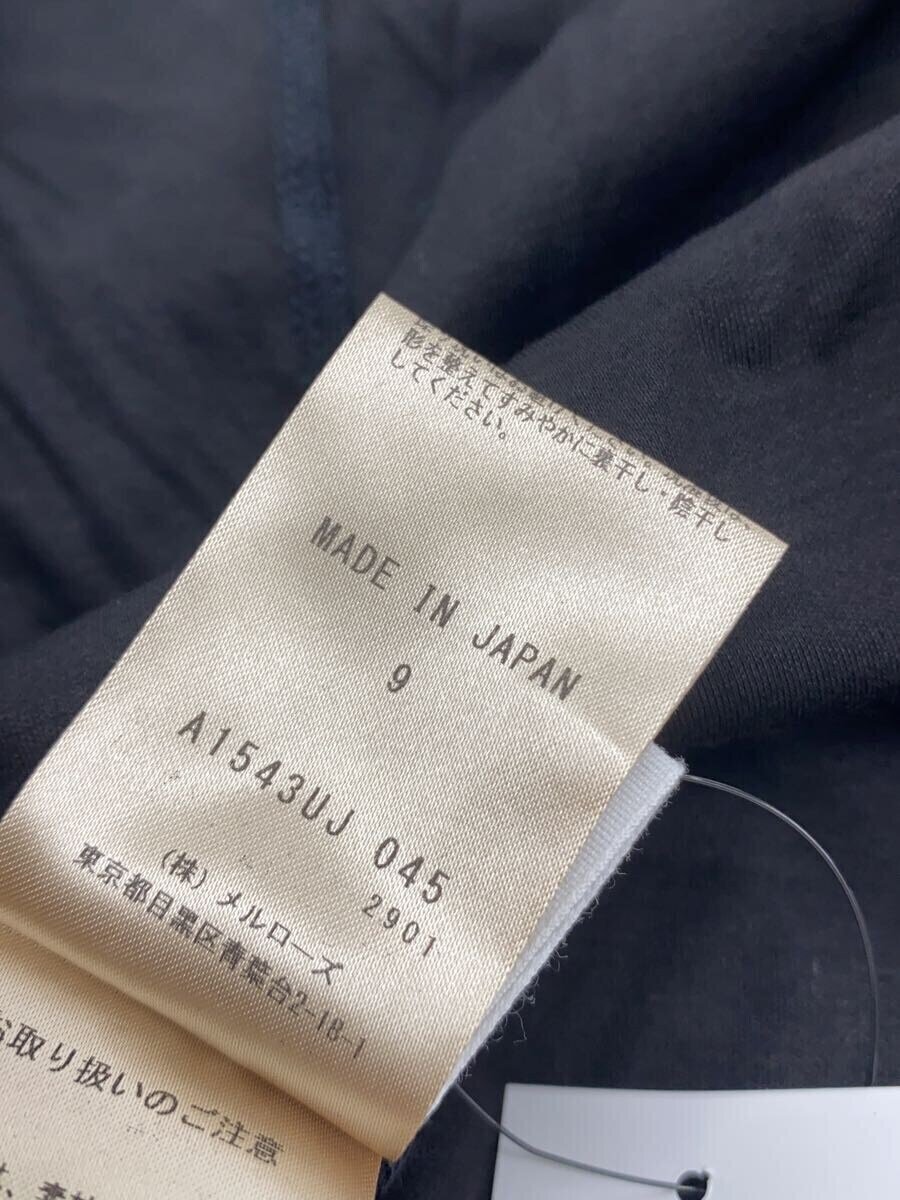 形を整えてすみやかに裏干し・陰干し
してください。
MADE IN JAPAN
9
A1543UJ 045
2901
(株)メルローズ
東京都目黒区青葉台2-18-1
お取り扱いのご注意